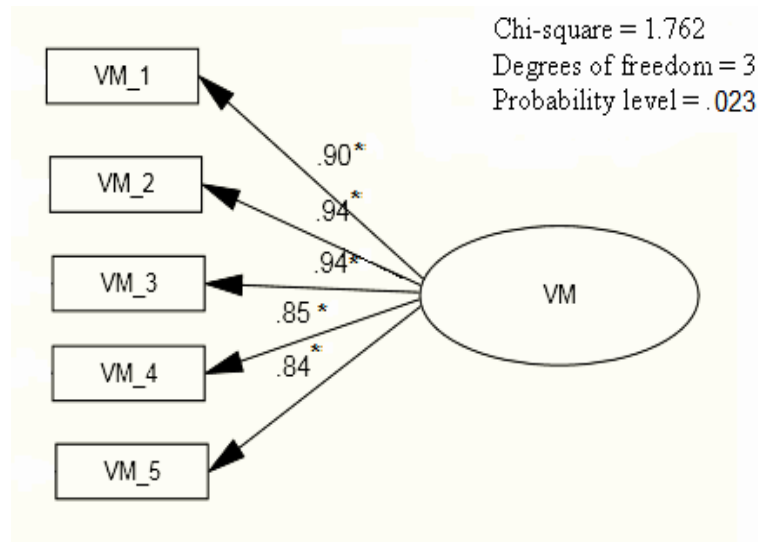 Chi-square = 1.762
Degrees of freedom = 3
Probability level = .023
VM_1
.90*
VM_2
.94*
.94*
VM_3
VM
.85 *
VM_4
.84*
VM_5